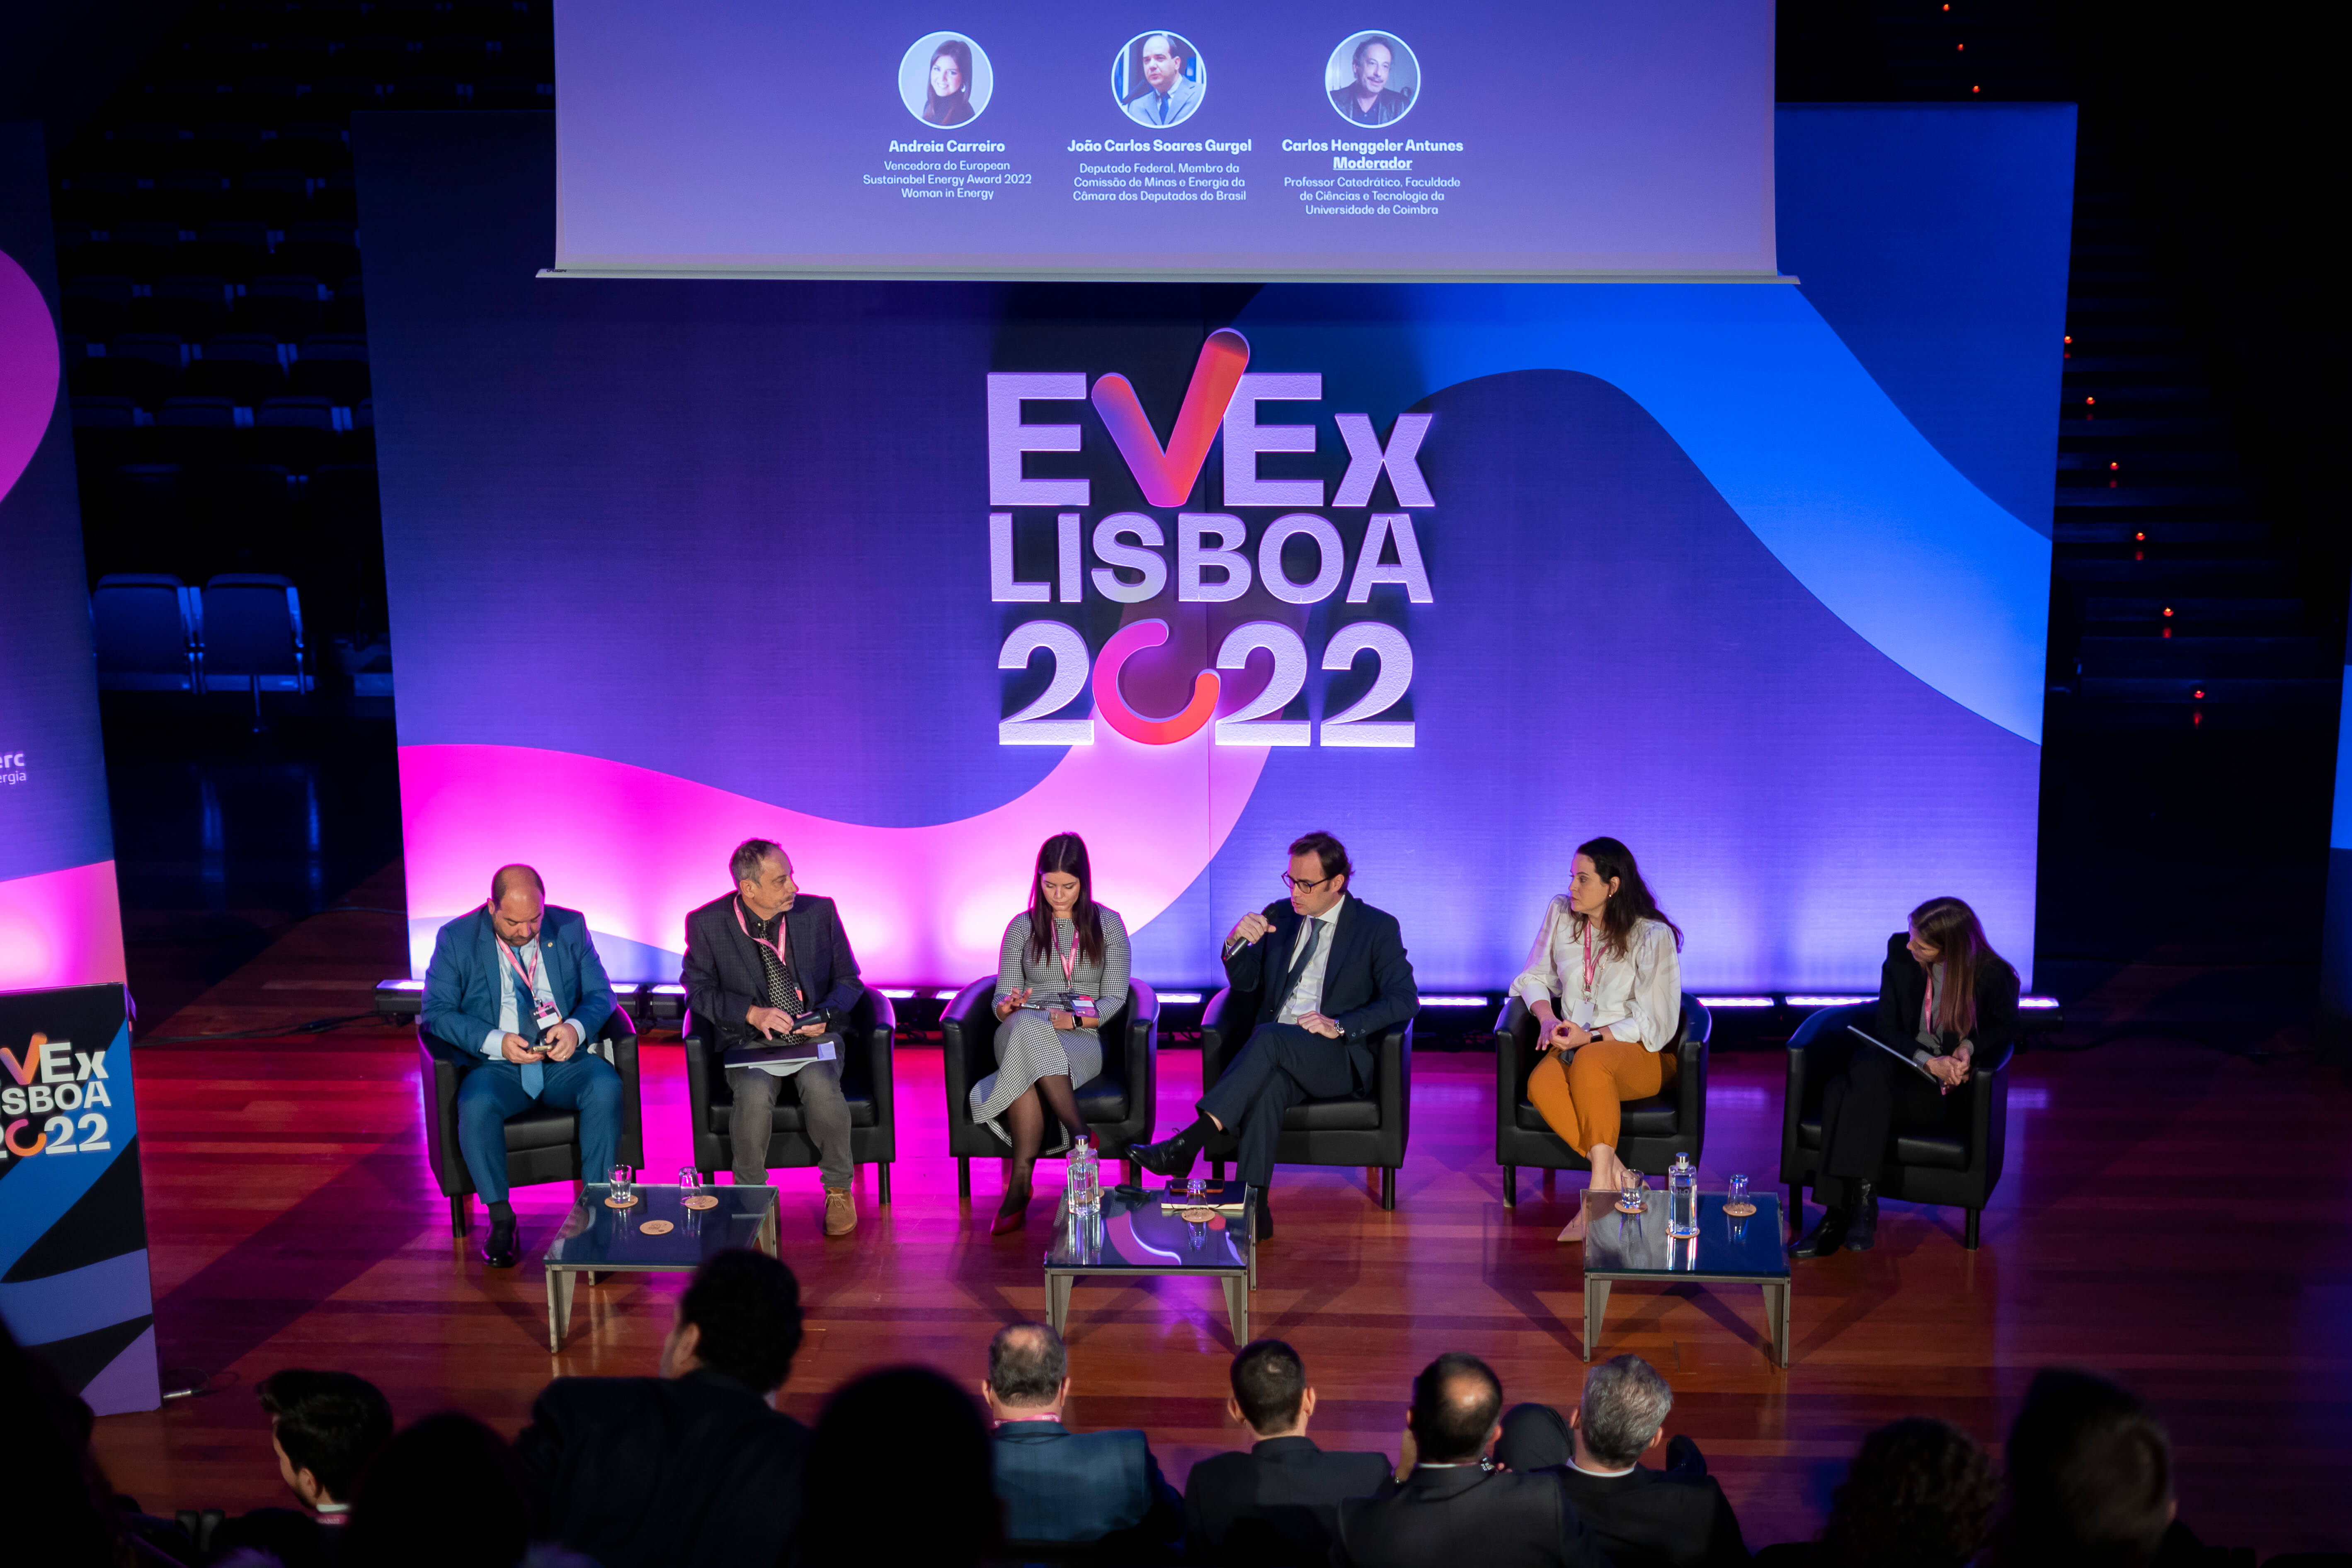 Andreia Carreiro
Vencedora do European
Sustainabel Energy Award 2022
Woman in Energy
João Carlos Soares Gurgel
Deputado Federal, Membro da
Comissão de Minas e Energia da
Câmara dos Deputados do Brasil
Carlos Henggeler Antunes
Moderador
Professor Catedrático, Faculdade
de Ciências e Tecnologia da
Universidade de Coimbra
EVEx
LISBOA
2022
erc
ergia
EVEx
LISBOA
2022